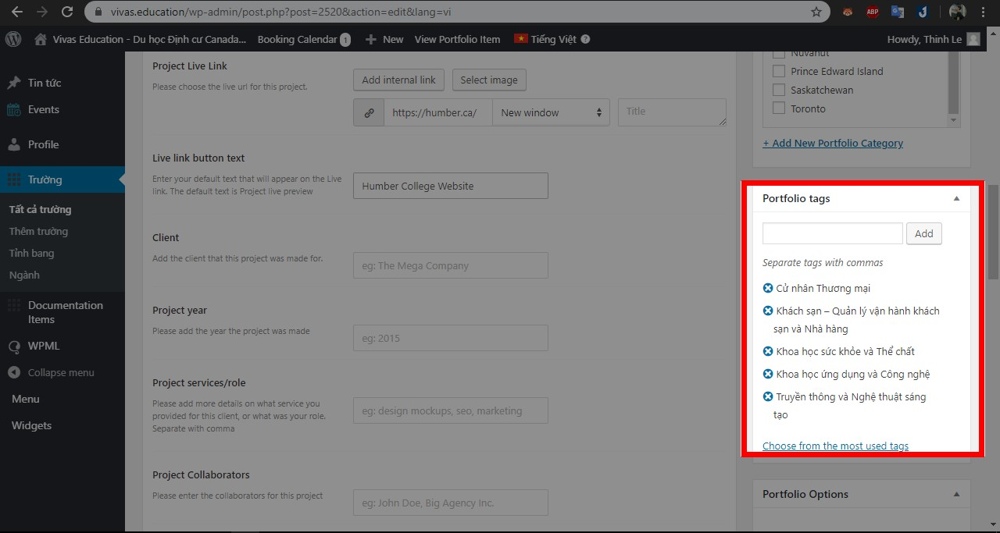 vivas.education/wp-admin/post.php?post=2520&action=edit&lang=vi
ABP
Vivas Education - Du học Định cư Canada... Booking Calendar 1 New View Portfolio Item Tiếng Việt ? Howdy, Thinh Le
Tin tức
Events
Profile
Trường
Tất cả trường
Thêm trường
Tỉnh bang
Ngành
Documentation
Items
WPML
Collapse menu
Menu
Widgets
Project Live Link
Please choose the live url for this project.
Add internal link Select image
https://humber.ca/ New window Title
Live link button text
Enter your default text that will appear on the Live
link. The default text is Project live preview
Humber College Website
Client
Add the client that this project was made for.
eg: The Mega Company
Project year
Please add the year the project was made
eg: 2015
Project services/role
Please add more details on what service you
provided for this client, or what was your role.
Separate with comma
eg: design mockups, seo, marketing
Project Collaborators
Please enter the collaborators for this project
eg: John Doe, Big Agency Inc.
Nuvanut
Prince Edward Island
Saskatchewan
Toronto
+ Add New Portfolio Category
Portfolio tags
Add
Separate tags with commas
Cử nhân Thương mại
Khách sạn – Quản lý vận hành khách
sạn và Nhà hàng
Khoa học sức khỏe và Thể chất
Khoa học ứng dụng và Công nghệ
Truyền thông và Nghệ thuật sáng
tạo
Choose from the most used tags
Portfolio Options